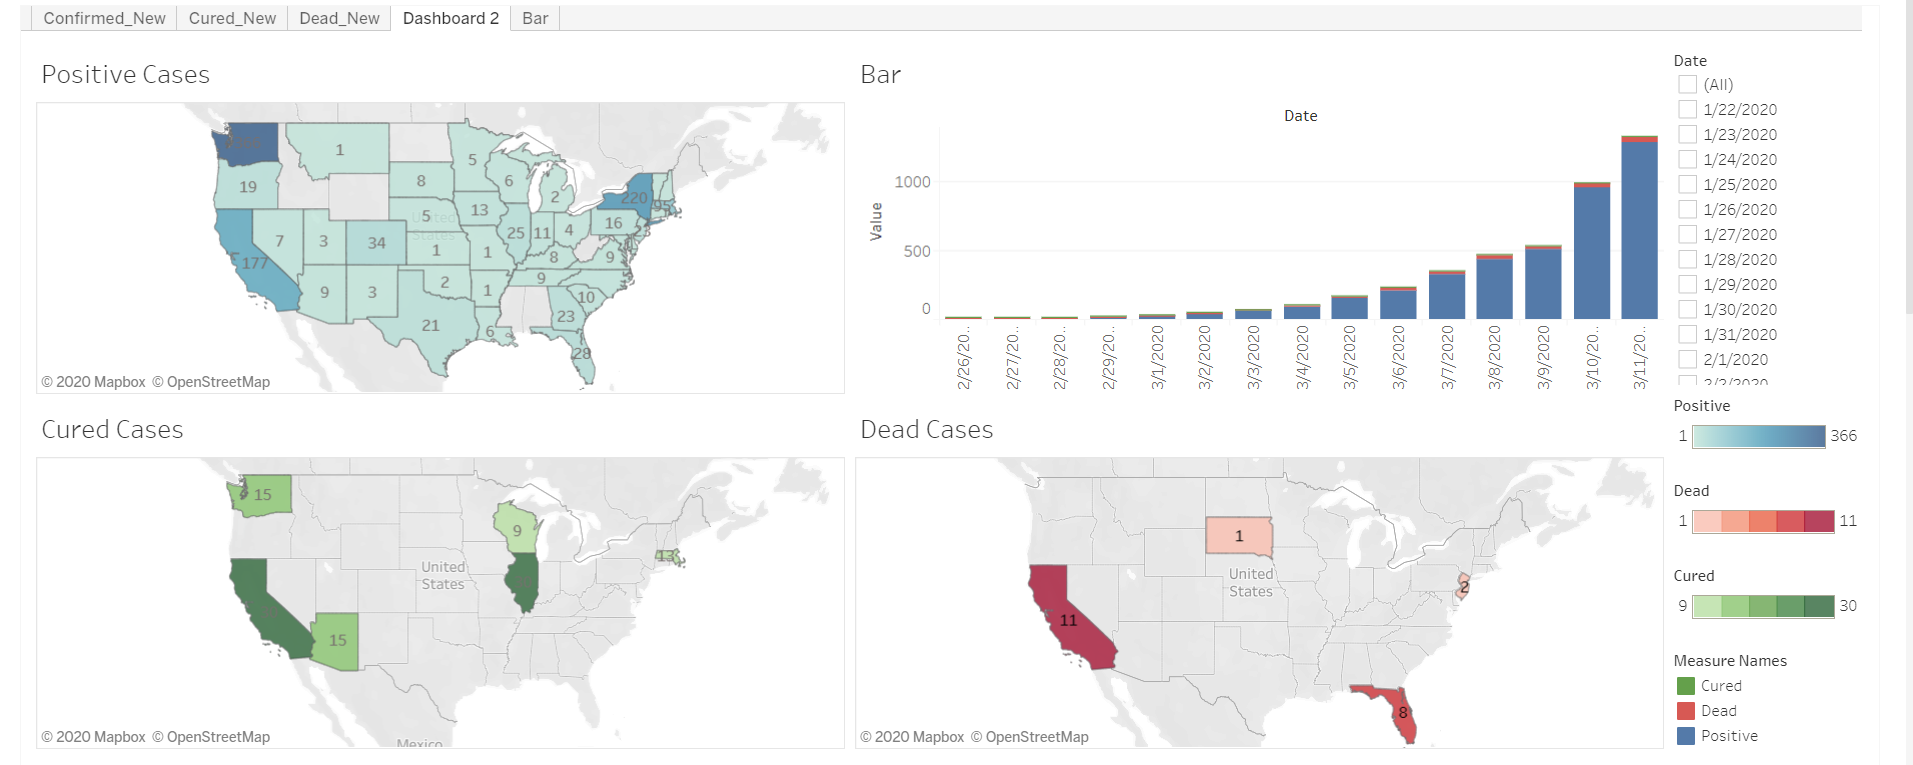 Confirmed_New Cured_New Dead_New Dashboard 2 Bar
Positive Cases
1
5
19
8
6
2
220
95
5
13
16
23
United
States
7
3
34
25
11
4
177
1
1
8
9
9
3
2
1
9
10
21
6
23
28
© 2020 Mapbox © OpenStreetMap
Bar
Date
Value
1000
500
0
2/26/20..
2/27/20..
2/28/20..
2/29/20..
3/1/2020
3/2/2020
3/3/2020
3/4/2020
3/5/2020
3/6/2020
3/7/2020
3/8/2020
3/9/2020
3/10/20..
3/11/20..
Date
(All)
1/22/2020
1/23/2020
1/24/2020
1/25/2020
1/26/2020
1/27/2020
1/28/2020
1/29/2020
1/30/2020
1/31/2020
2/1/2020
2/2/2020
Positive
1 366
Dead
1 11
Cured
9 30
Measure Names
Cured
Dead
Positive
Cured Cases
15
9
13
United
States
15
Mexico
© 2020 Mapbox © OpenStreetMap
Dead Cases
1
United
States
2
11
8
© 2020 Mapbox © OpenStreetMap